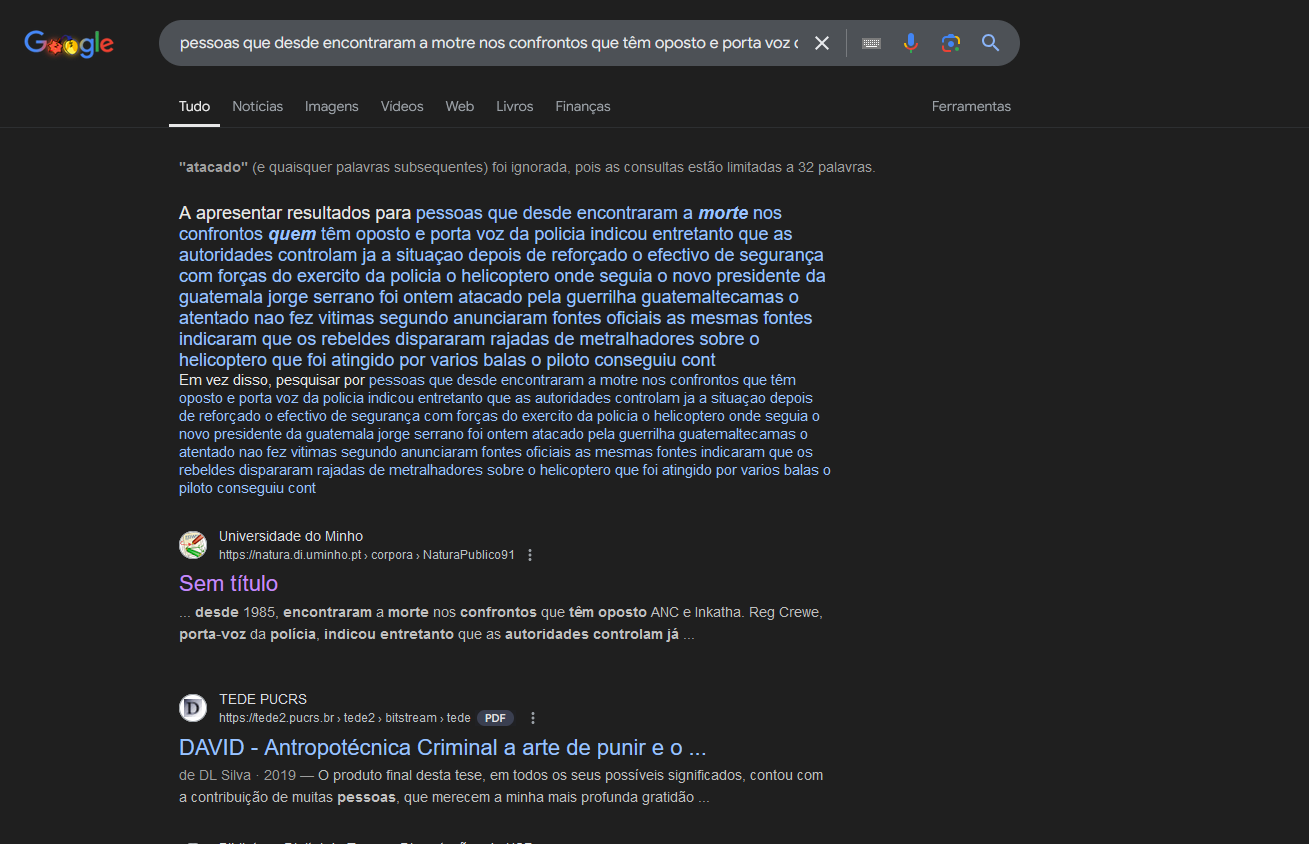 Google
pessoas que desde encontraram a motre nos confrontos que têm oposto e porta voz
Tudo Notícias Imagens Vídeos Web Livros Finanças Ferramentas
"atacado" (e quaisquer palavras subsequentes) foi ignorada, pois as consultas estão limitadas a 32 palavras.
A apresentar resultados para pessoas que desde encontraram a morte nos
confrontos quem têm oposto e porta voz da policia indicou entretanto que as
autoridades controlam ja a situaçao depois de reforçado o efectivo de segurança
com forças do exercito da policia o helicoptero onde seguia o novo presidente da
guatemala jorge serrano foi ontem atacado pela guerrilha guatemaltecamas o
atentado nao fez vitimas segundo anunciaram fontes oficiais as mesmas fontes
indicaram que os rebeldes dispararam rajadas de metralhadores sobre o
helicoptero que foi atingido por varios balas o piloto conseguiu cont
Em vez disso, pesquisar por pessoas que desde encontraram a motre nos confrontos que têm
oposto e porta voz da policia indicou entretanto que as autoridades controlam ja a situaçao depois
de reforçado o efectivo de segurança com forças do exercito da policia o helicoptero onde seguia o
novo presidente da guatemala jorge serrano foi ontem atacado pela guerrilha guatemaltecamas o
atentado nao fez vitimas segundo anunciaram fontes oficiais as mesmas fontes indicaram que os
rebeldes dispararam rajadas de metralhadores sobre o helicoptero que foi atingido por varios balas o
piloto conseguiu cont
Universidade do Minho
https://natura.di.uminho.pt › corpora › NaturaPublico91
Sem título
... desde 1985, encontraram a morte nos confrontos que têm oposto ANC e Inkatha. Reg Crewe,
porta-voz da polícia, indicou entretanto que as autoridades controlam já ...
TEDE PUCRS
https://tede2.pucrs.br › tede2 › bitstream › tede PDF
DAVID - Antropotécnica Criminal a arte de punir e o ...
de DL Silva · 2019 — O produto final desta tese, em todos os seus possíveis significados, contou com
a contribuição de muitas pessoas, que merecem a minha mais profunda gratidão ...